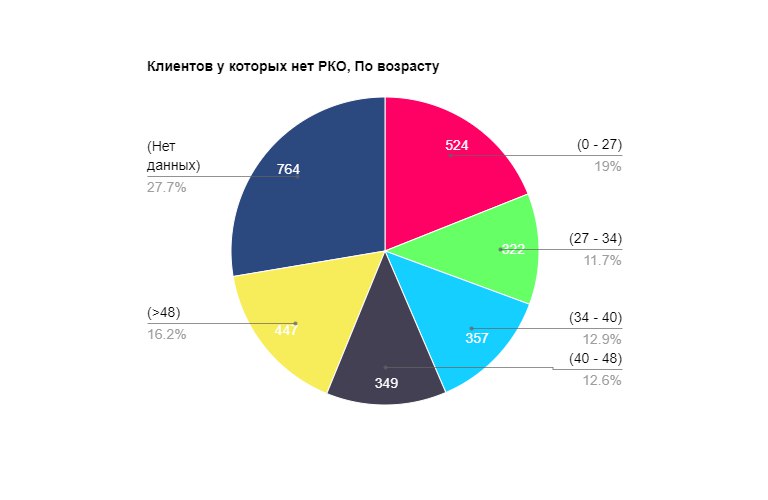 Клиентов у которых нет РКО, По возрасту
524
(0 - 27)
19%
(Нет
данных)
27.7%
764
322
(27 - 34)
11.7%
(>48)
16.2%
447
357
(34 - 40)
12.9%
349
(40 - 48)
12.6%